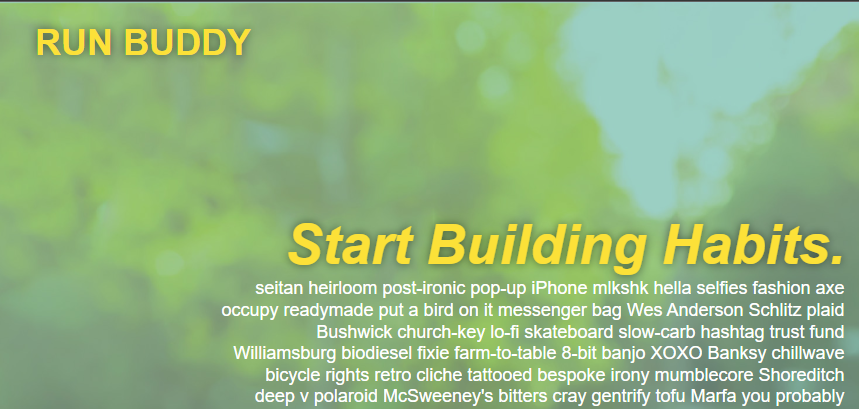 RUN BUDDY
Start Building Habits.
seitan heirloom post-ironic pop-up iPhone mlkshk hella selfies fashion axe
occupy readymade put a bird on it messenger bag Wes Anderson Schlitz plaid
Bushwick church-key lo-fi skateboard slow-carb hashtag trust fund
Williamsburg biodiesel fixie farm-to-table 8-bit banjo XOXO Banksy chillwave
bicycle rights retro cliche tattooed bespoke irony mumblecore Shoreditch
deep v polaroid McSweeney's bitters cray gentrify tofu Marfa you probably